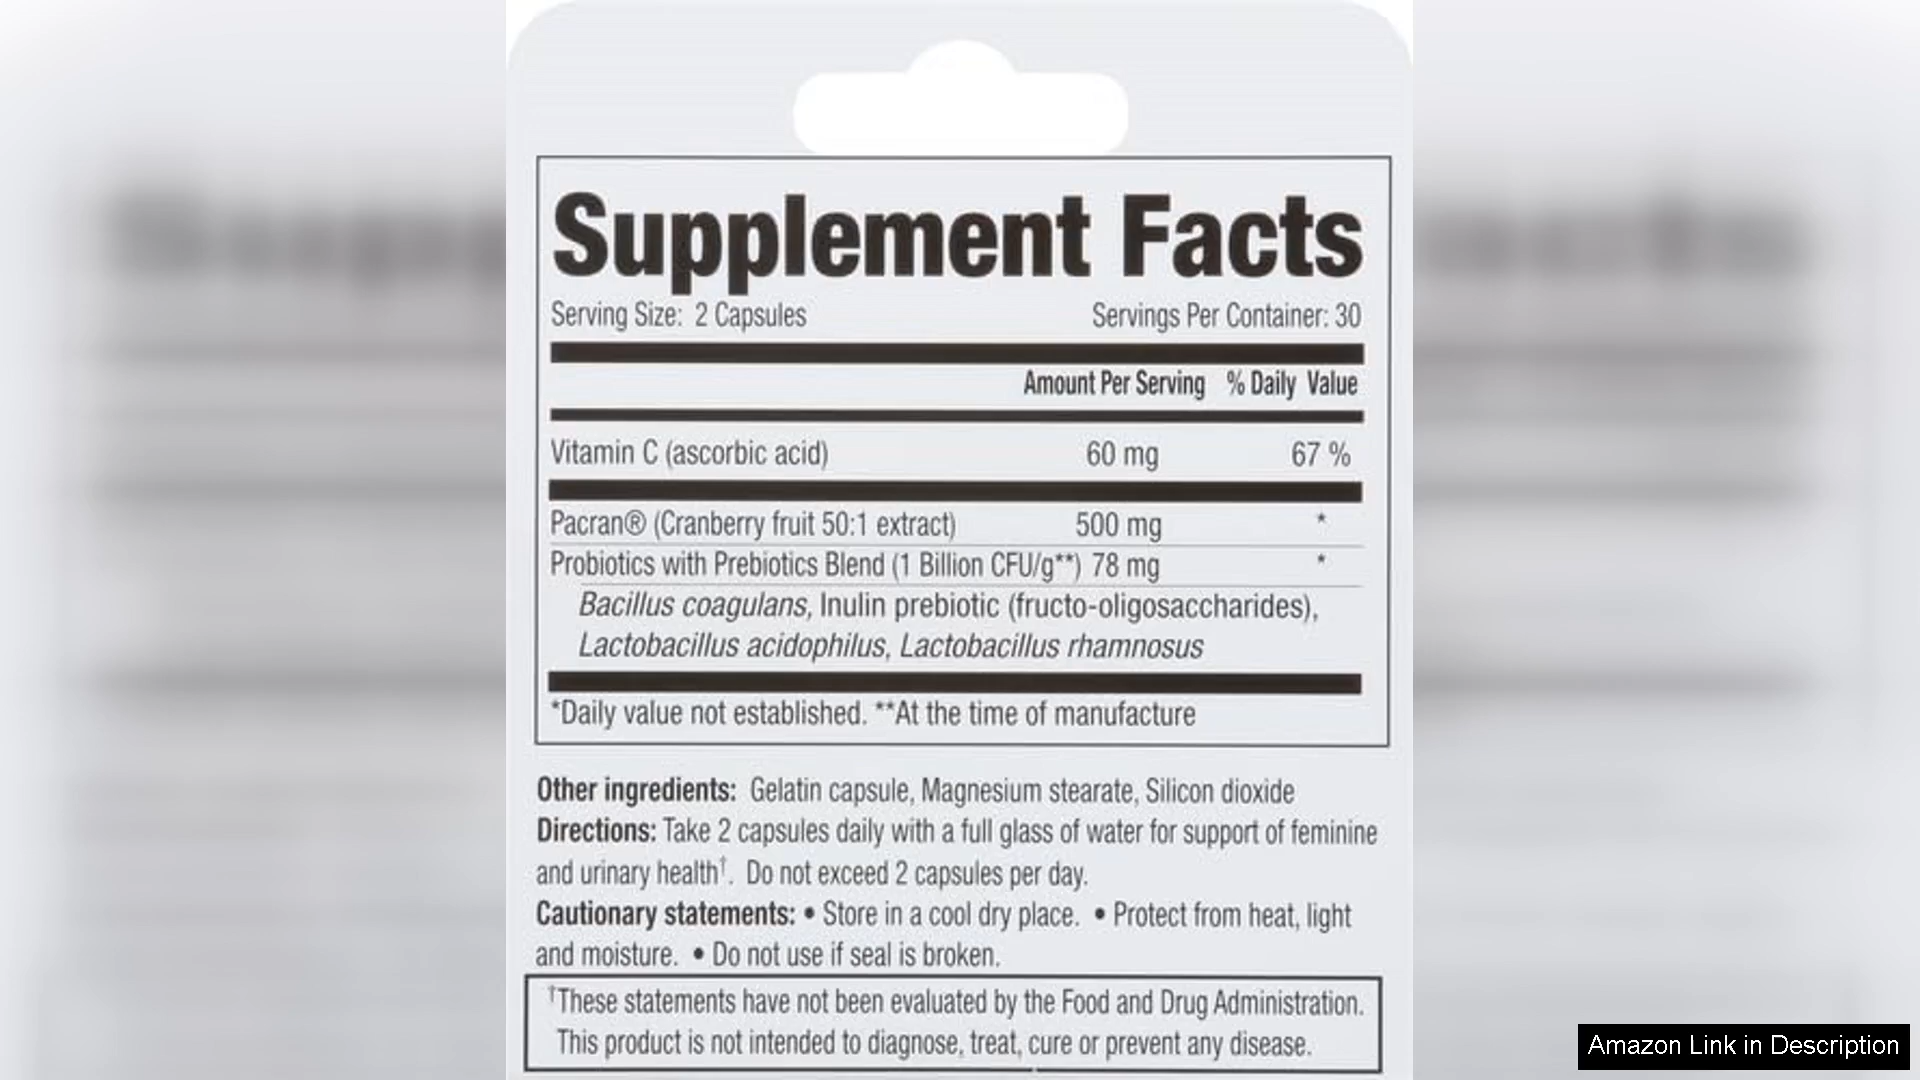 Supplement Facts
Serving Size: 2 Capsules Servings Per Container: 30
Amount Per Serving % Daily Value
Vitamin C (ascorbic acid) 60 mg 67 %
Pacran® (Cranberry fruit 50:1 extract) 500 mg *
Probiotics with Prebiotics Blend (1 Billion CFU/g**) 78 mg *
Bacillus coagulans, Inulin prebiotic (fructo-oligosaccharides),
Lactobacillus acidophilus, Lactobacillus rhamnosus
*Daily value not established. **At the time of manufacture
Other ingredients: Gelatin capsule, Magnesium stearate, Silicon dioxide
Directions: Take 2 capsules daily with a full glass of water for support of feminine
and urinary health†. Do not exceed 2 capsules per day.
Cautionary statements: • Store in a cool dry place. • Protect from heat, light
and moisture. • Do not use if seal is broken.
†These statements have not been evaluated by the Food and Drug Administration.
This product is not intended to diagnose, treat, cure or prevent any disease.
Amazon Link in Description